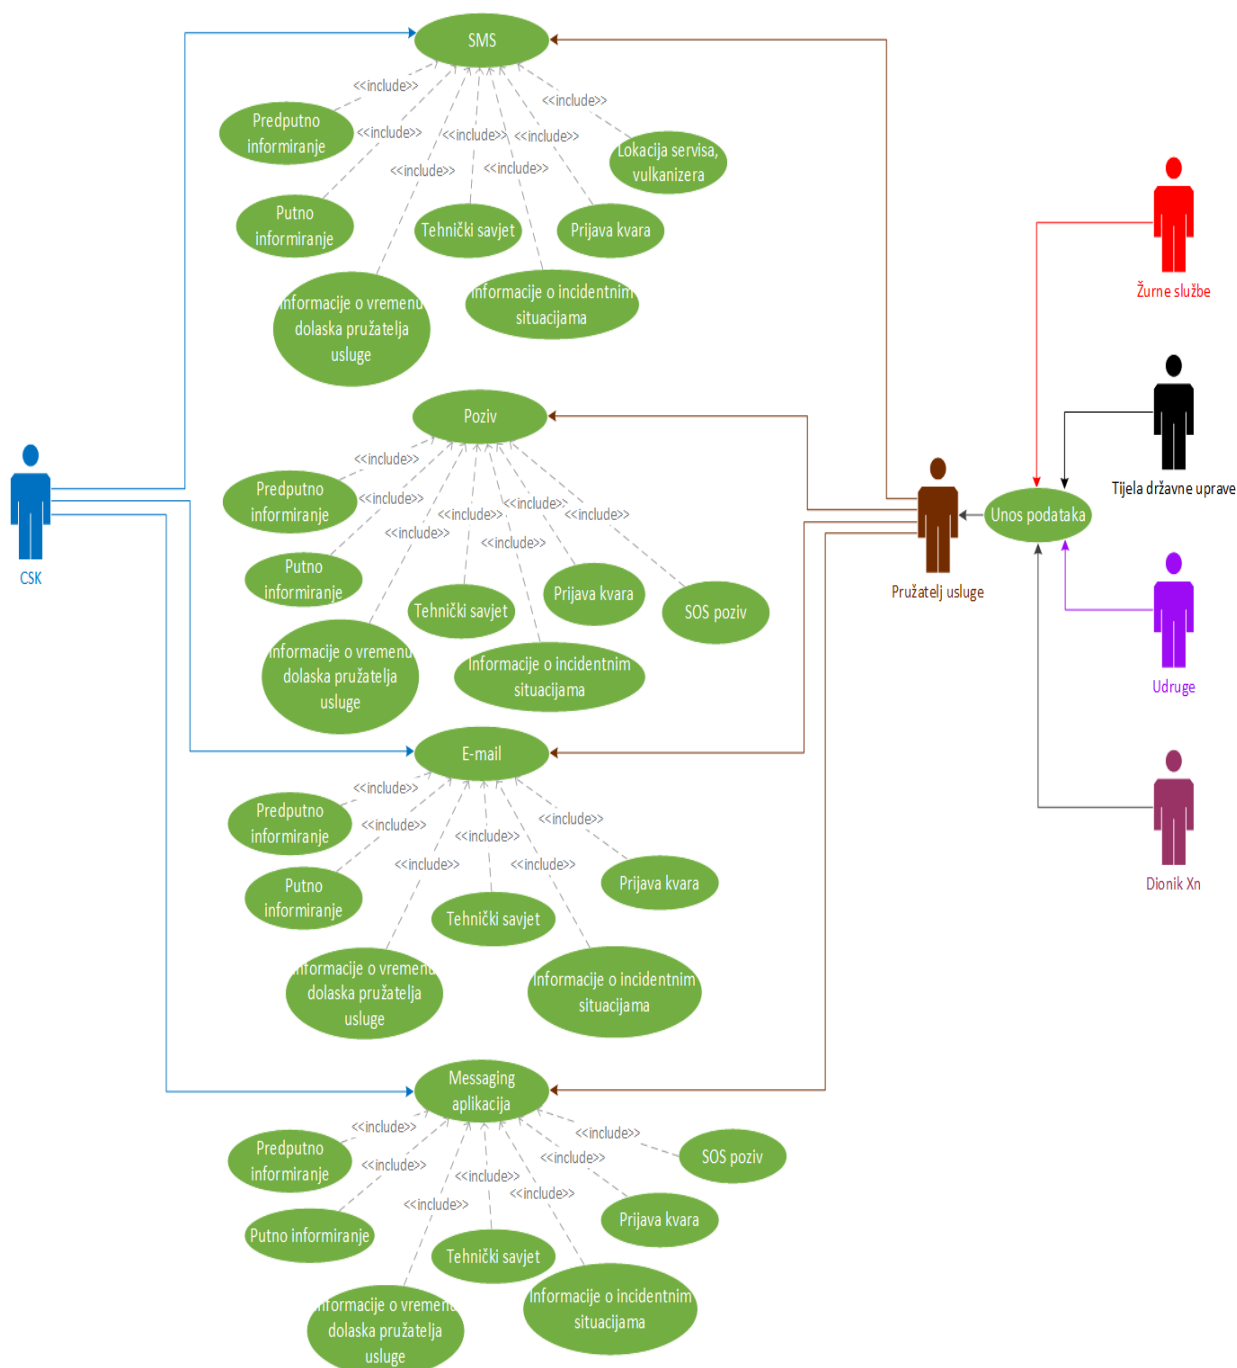 SMS
<<include>>
<<include>>
<<include>>
<<include>>
<<include>>
<<include>>
<<include>>
Predputno
informiranje
Lokacija servisa,
vulkanizera
Putno
informiranje
Tehnički savjet
Prijava kvara
Informacije o vremenu
dolaska pružatelja
usluge
Informacije o incidentnim
situacijama
Žurne službe
Poziv
<<include>>
<<include>>
<<include>>
<<include>>
<<include>>
<<include>>
<<include>>
Predputno
informiranje
Putno
informiranje
Tehnički savjet
Prijava kvara
SOS poziv
Informacije o vremenu
dolaska pružatelja
usluge
Informacije o incidentnim
situacijama
CSK
Pružatelj usluge
Unos podataka
Tijela državne uprave
Udruge
E-mail
<<include>>
<<include>>
<<include>>
<<include>>
<<include>>
<<include>>
Predputno
informiranje
Putno
informiranje
Tehnički savjet
Prijava kvara
Informacije o vremenu
dolaska pružatelja
usluge
Informacije o incidentnim
situacijama
Dionik Xn
Messaging
aplikacija
<<include>>
<<include>>
<<include>>
<<include>>
<<include>>
<<include>>
<<include>>
Predputno
informiranje
SOS poziv
Putno informiranje
Tehnički savjet
Prijava kvara
Informacije o vremenu
dolaska pružatelja
usluge
Informacije o incidentnim
situacijama